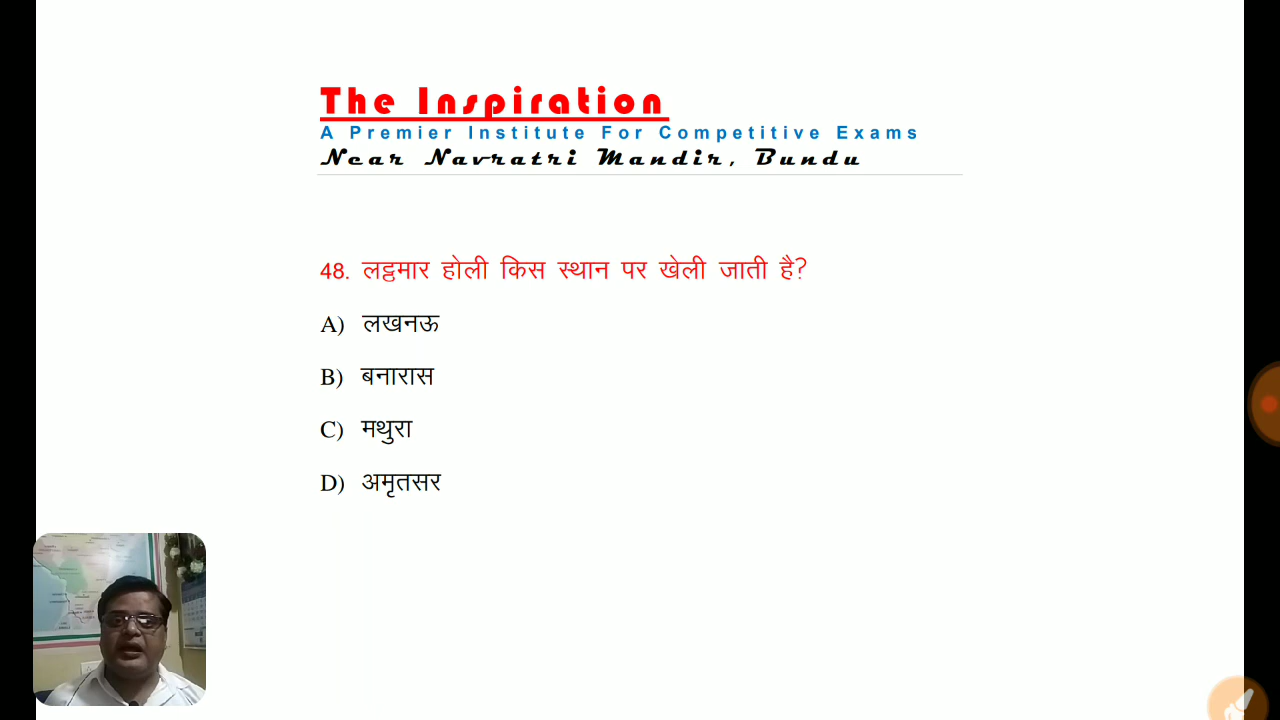 The Inspiration
A Premier Institute For Competitive Exams
Near Navratri Mandir, Bundu
48. लट्ठमार होली किस स्थान पर खेली जाती है?
A) लखनऊ
B) बनारास
C) मथुरा
D) अमृतसर